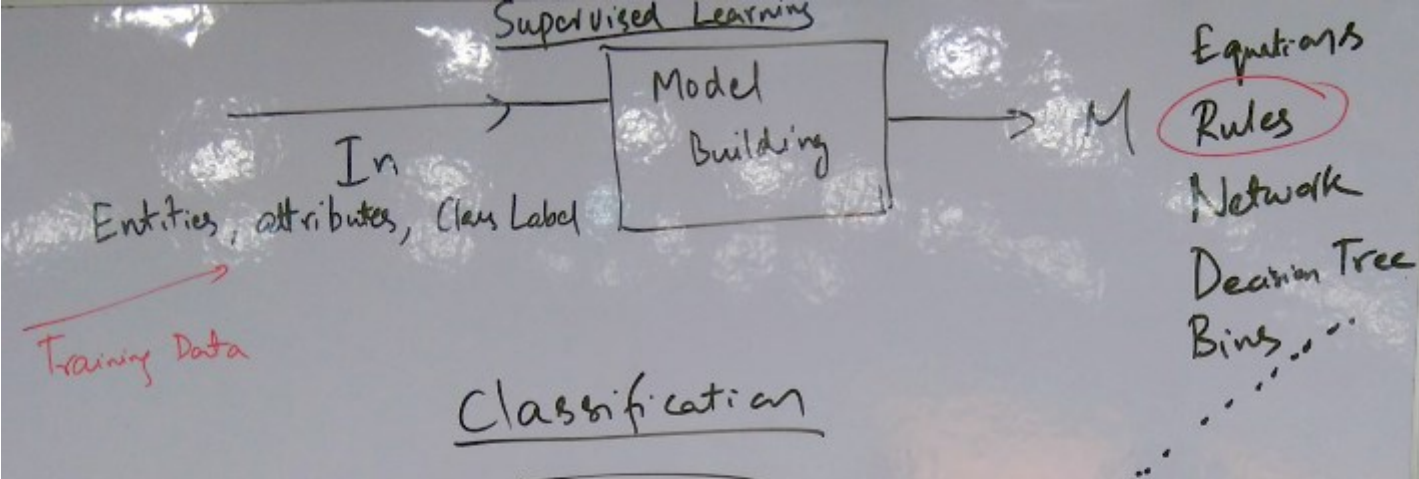 Supervised Learning
Model
Building
In
Entities, attributes, Class Label
Training Data
M
Equations
Rules
Network
Decision Tree
Bins
Classification